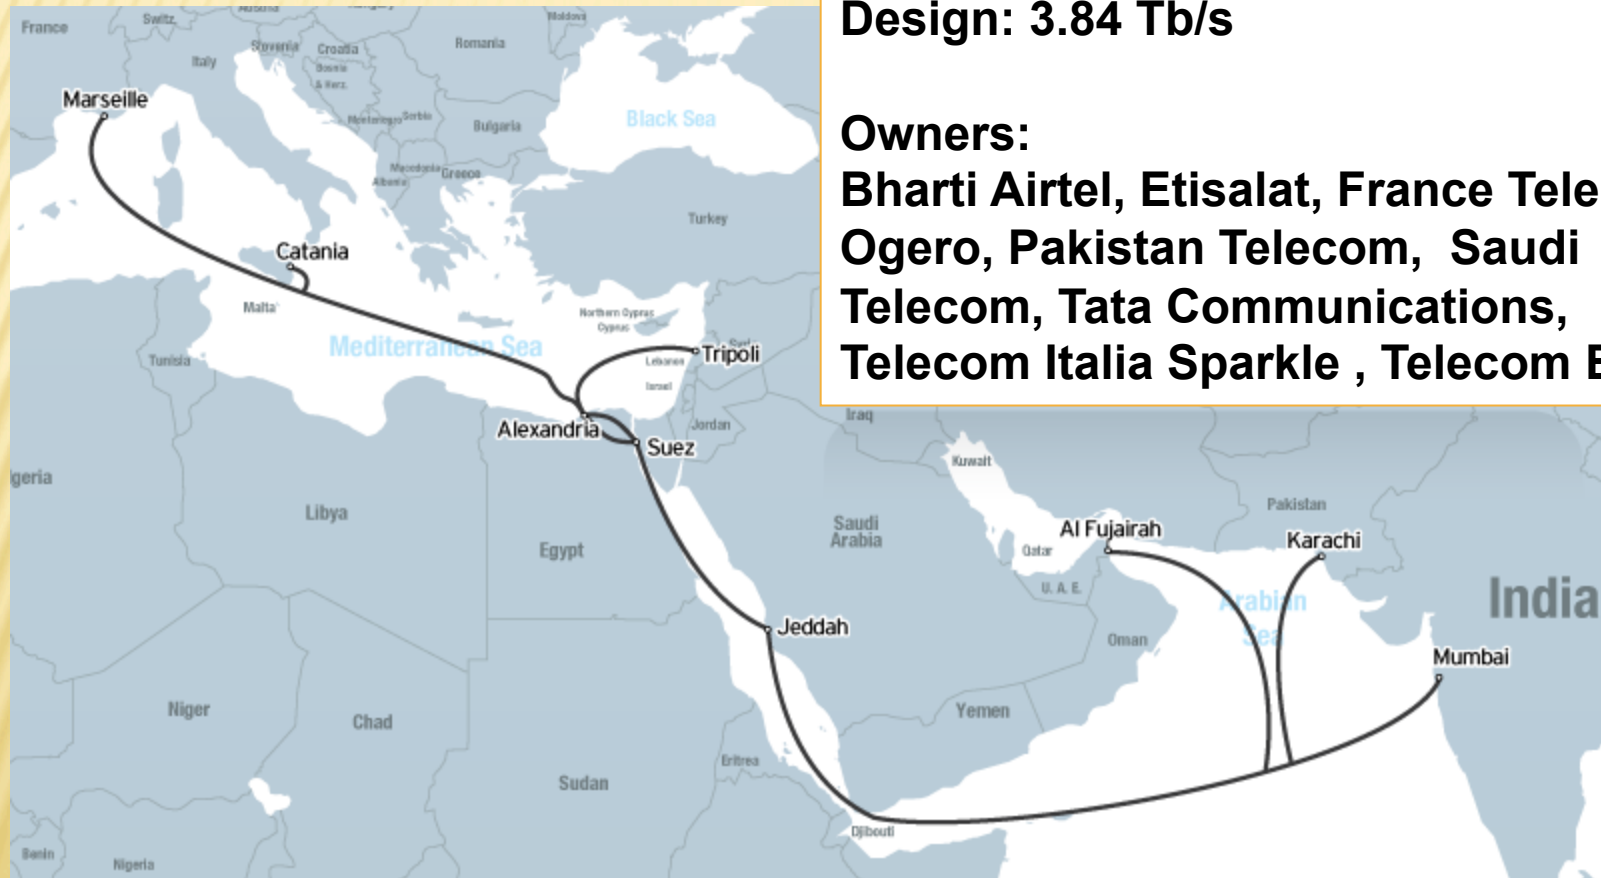 Design: 3.84 Tb/s
Owners:
Bharti Airtel, Etisalat, France Tele
Ogero, Pakistan Telecom, Saudi
Telecom, Tata Communications,
Telecom Italia Sparkle , Telecom E
France
Switz.
Austria
Moldova
Slovenia
Croatia
Romania
Italy
Bosnia
& Herz.
Marseille
Montenegro
Serbia
Bulgaria
Black Sea
Macedonia
Albania
Greece
Turkey
Catania
Malta
Northern Cyprus
Cyprus
Mediterranean Sea
Tunisia
Tripoli
Lebanon
Israel
Alexandria
Jordan
Iraq
Suez
Kuwait
geria
Libya
Egypt
Saudi
Arabia
Qatar
Al Fujairah
Pakistan
Karachi
U. A. E.
Arabian
Sea
India
Jeddah
Oman
Mumbai
Niger
Chad
Yemen
Eritrea
Sudan
Djibouti
Benin
Nigeria